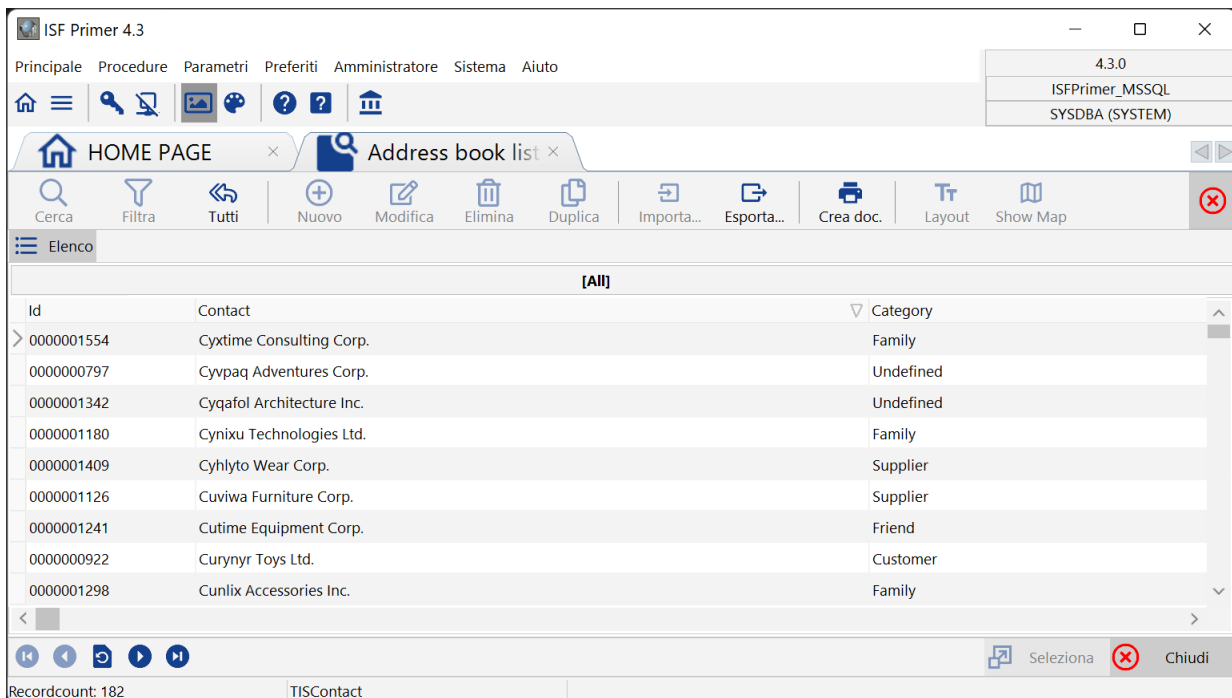 ISF Primer 4.3
Principale Procedure Parametri Preferiti Amministratore Sistema Aiuto
4.3.0
ISFPrimer_MSSQL
SYSDBA (SYSTEM)
HOME PAGE
Address book list
Cerca Filtra Tutti Nuovo Modifica Elimina Duplica Importa... Esporta... Crea doc. Layout Show Map
Elenco
[All]
Id Contact Category
0000001554 Cyxtime Consulting Corp. Family
0000000797 Cyvpaq Adventures Corp. Undefined
0000001342 Cyqafol Architecture Inc. Undefined
0000001180 Cynixu Technologies Ltd. Family
0000001409 Cyhlyto Wear Corp. Supplier
0000001126 Cuviwa Furniture Corp. Supplier
0000001241 Cutime Equipment Corp. Friend
0000000922 Curynyr Toys Ltd. Customer
0000001298 Cunlix Accessories Inc. Family
Seleziona Chiudi
Recordcount: 182 TISContact